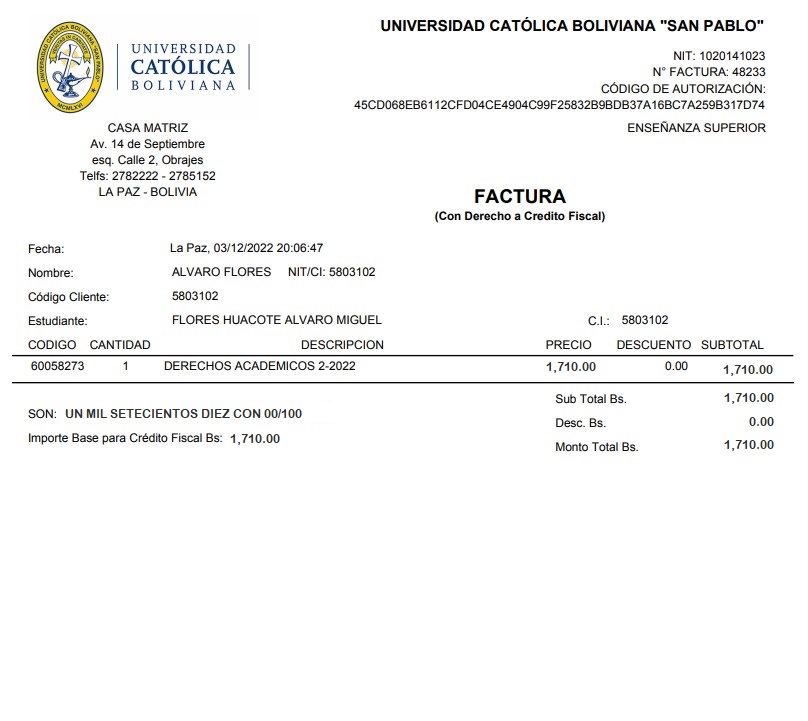 UNIVERSIDAD CATÓLICA BOLIVIANA "SAN PABLO"
UNIVERSIDAD CATOLICA BOLIVIANA "SAN PABLO"
MCMLXVI
UNIVERSIDAD
CATÓLICA
BOLIVIANA
NIT: 1020141023
N° FACTURA: 48233
CÓDIGO DE AUTORIZACIÓN:
45CD068EB6112CFD04CE4904C99F25832B9BDB37A16BC7A259B317D74
ENSEÑANZA SUPERIOR
CASA MATRIZ
Av. 14 de Septiembre
esq. Calle 2, Obrajes
Telfs: 2782222 - 2785152
LA PAZ - BOLIVIA
FACTURA
(Con Derecho a Credito Fiscal)
Fecha: La Paz, 03/12/2022 20:06:47
Nombre: ALVARO FLORES NIT/CI: 5803102
Código Cliente: 5803102
Estudiante: FLORES HUACOTE ALVARO MIGUEL C.I.: 5803102
CODIGO CANTIDAD DESCRIPCION PRECIO DESCUENTO SUBTOTAL
60058273 1 DERECHOS ACADEMICOS 2-2022 1,710.00 0.00 1,710.00
Sub Total Bs. 1,710.00
SON: UN MIL SETECIENTOS DIEZ CON 00/100
Desc. Bs. 0.00
Importe Base para Crédito Fiscal Bs: 1,710.00
Monto Total Bs. 1,710.00